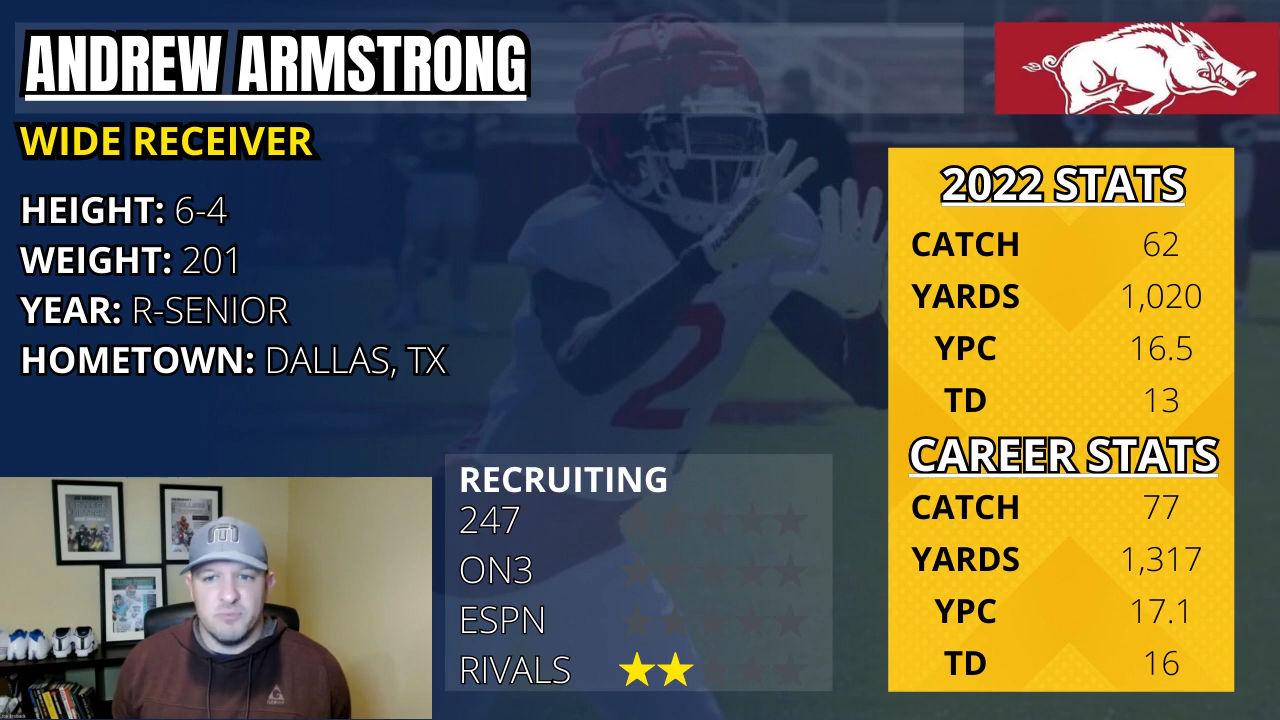 ANDREW ARMSTRONG
WIDE RECEIVER
HEIGHT: 6-4
WEIGHT: 201
YEAR: R-SENIOR
HOMETOWN: DALLAS, TX
2022 STATS
CATCH 62
YARDS 1,020
YPC 16.5
TD 13
CAREER STATS
CATCH 77
YARDS 1,317
YPC 17.1
TD 16
RECRUITING
247
ON3
ESPN
RIVALS
2